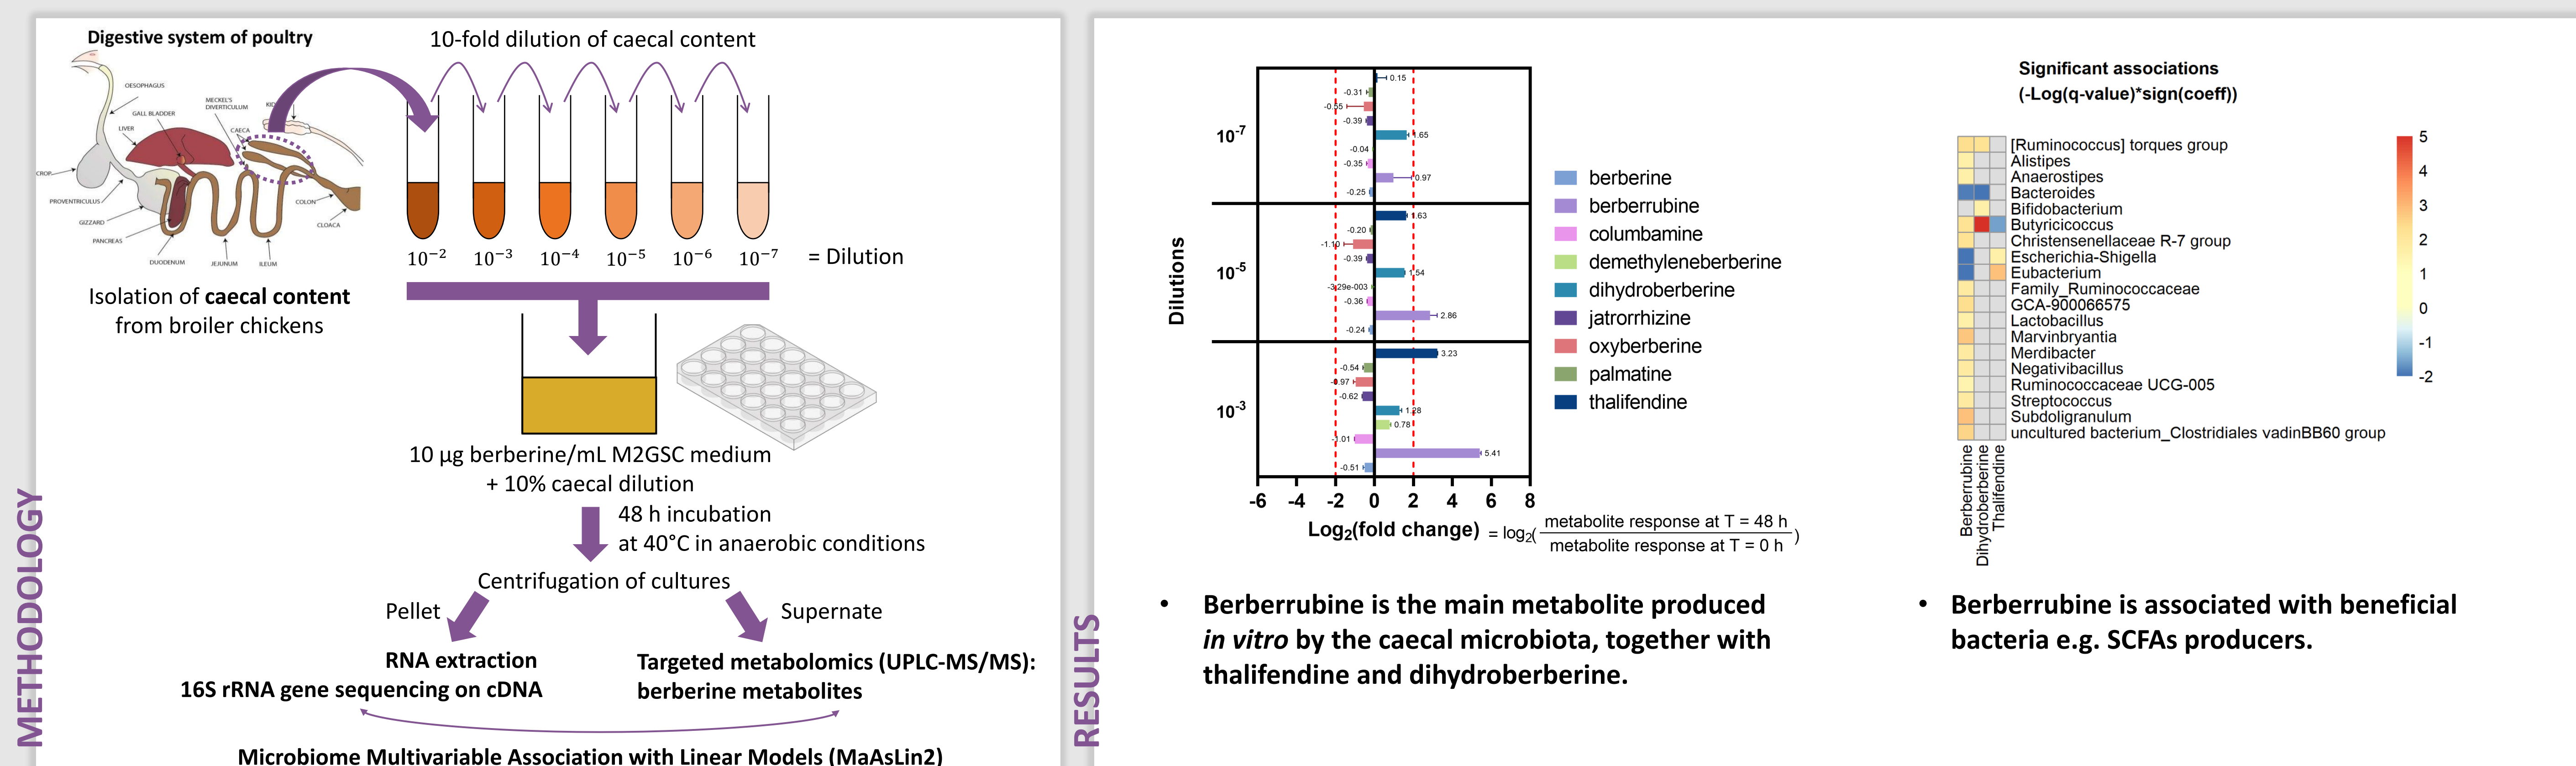 Digestive system of poultry
OESOPHAGUS
MECKEL'S
DIVERTICULUM
GALL BLADDER
LIVER
CAECA
CROP
PROVENTRICULUS
GIZZARD
PANCREAS
DUODENUM
JEJUNUM
ILEUM
COLON
CLOACA
Isolation of caecal content
from broiler chickens
10-fold dilution of caecal content
10⁻² 10⁻³ 10⁻⁴ 10⁻⁵ 10⁻⁶ 10⁻⁷ = Dilution
10 µg berberine/mL M2GSC medium
+ 10% caecal dilution
48 h incubation
at 40°C in anaerobic conditions
Centrifugation of cultures
Pellet
Supernate
RNA extraction
16S rRNA gene sequencing on cDNA
Targeted metabolomics (UPLC-MS/MS):
berberine metabolites
Microbiome Multivariable Association with Linear Models (MaAsLin2)
METHODOLOGY
RESULTS
Dilutions
10⁻⁷
0.15
-0.31
-0.55
-0.39
1.65
-0.04
-0.35
0.97
-0.25
10⁻⁵
1.63
-0.20
-1.10
-0.39
1.54
-3.29e-003
-0.36
2.86
-0.24
10⁻³
3.23
-0.54
-0.97
-0.62
1.28
0.78
-1.01
5.41
-0.51
-6 -4 -2 0 2 4 6 8
Log₂(fold change) = log₂(metabolite response at T = 48 h
metabolite response at T = 0 h)
berberine
berberrubine
columbamine
demethyleneberberine
dihydroberberine
jatrorrhizine
oxyberberine
palmatine
thalifendine
• Berberrubine is the main metabolite produced
in vitro by the caecal microbiota, together with
thalifendine and dihydroberberine.
Significant associations
(-Log(q-value)*sign(coeff))
[Ruminococcus] torques group
Alistipes
Anaerostipes
Bacteroides
Bifidobacterium
Butyricicoccus
Christensenellaceae R-7 group
Escherichia-Shigella
Eubacterium
Family_Ruminococcaceae
GCA-900066575
Lactobacillus
Marvinbryantia
Merdibacter
Negativibacillus
Ruminococcaceae UCG-005
Streptococcus
Subdoligranulum
uncultured bacterium_Clostridiales vadinBB60 group
Berberrubine
Dihydroberberine
Thalifendine
5
4
3
2
1
0
-1
-2
• Berberrubine is associated with beneficial
bacteria e.g. SCFAs producers.